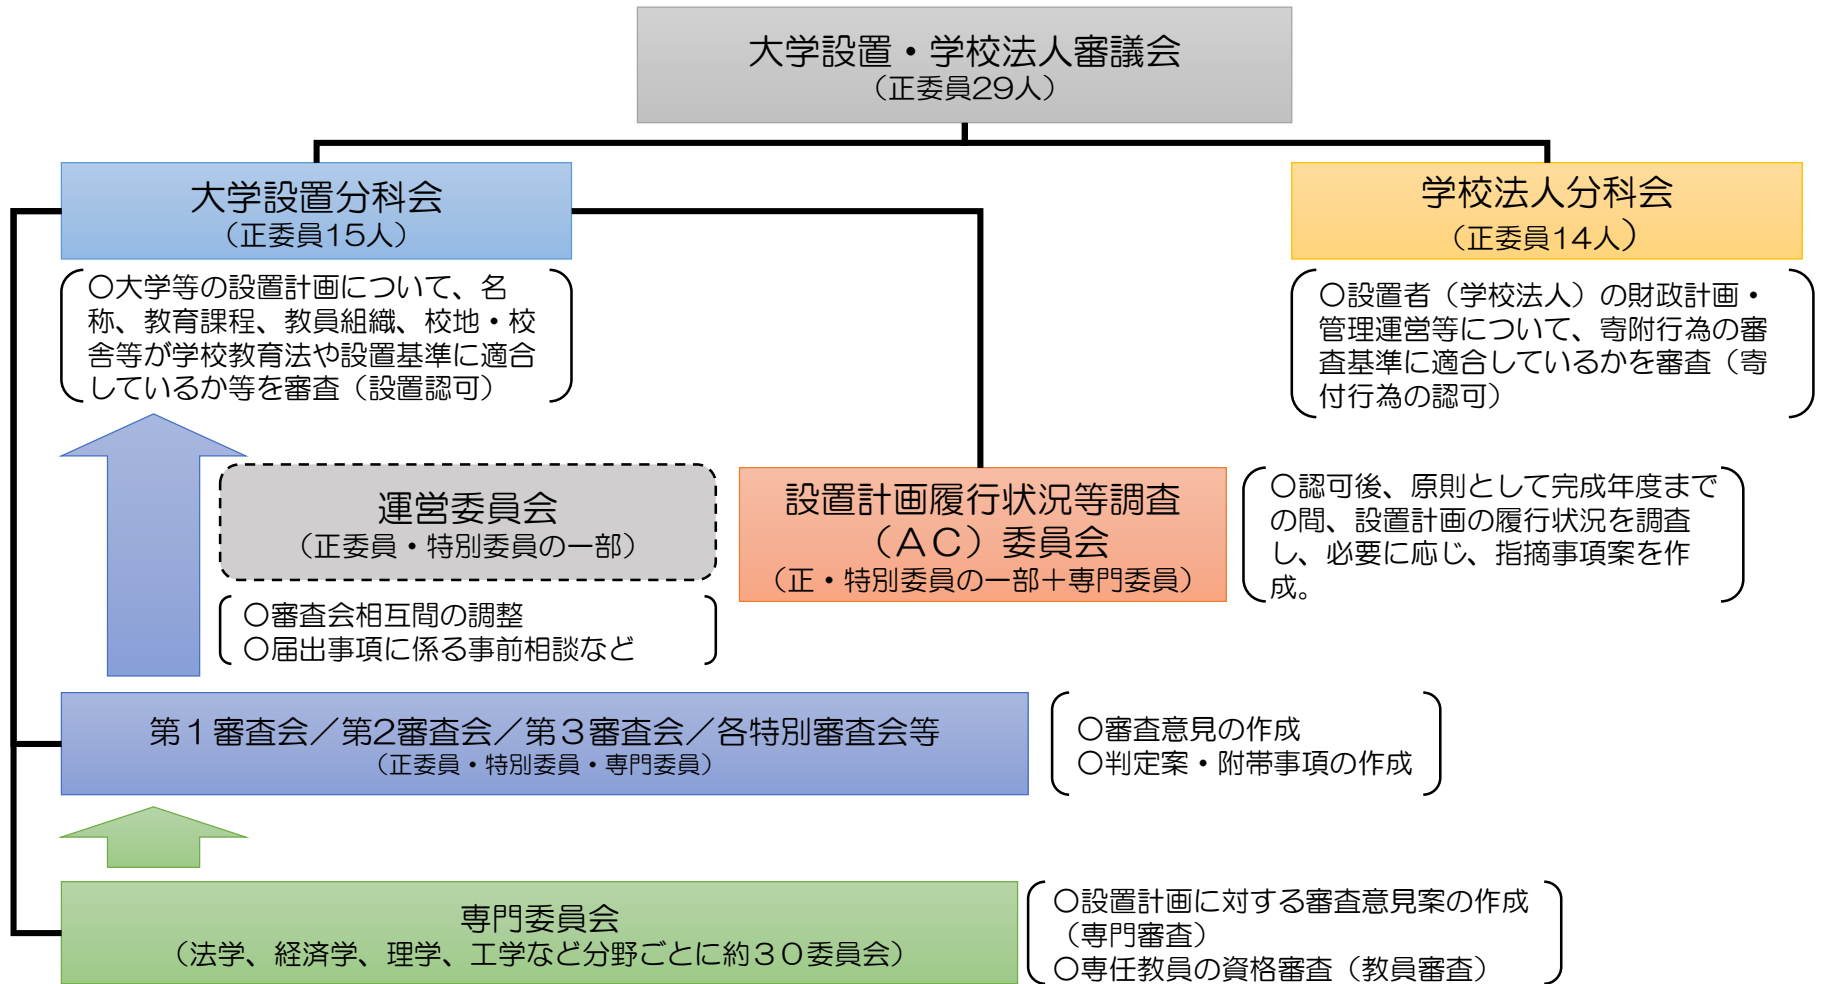 大学設置・学校法人審議会
（正委員29人）
大学設置分科会
（正委員15人）
学校法人分科会
（正委員14人）
○大学等の設置計画について、名
称、教育課程、教員組織、校地・校
舎等が学校教育法や設置基準に適合
しているか等を審査（設置認可）
○設置者（学校法人）の財政計画・
管理運営等について、寄附行為の審
査基準に適合しているかを審査（寄
付行為の認可）
運営委員会
（正委員・特別委員の一部）
○審査会相互間の調整
○届出事項に係る事前相談など
設置計画履行状況等調査
（ＡＣ）委員会
（正・特別委員の一部＋専門委員）
○認可後、原則として完成年度まで
の間、設置計画の履行状況を調査
し、必要に応じ、指摘事項案を作
成。
第１審査会／第2審査会／第３審査会／各特別審査会等
（正委員・特別委員・専門委員）
○審査意見の作成
○判定案・附帯事項の作成
専門委員会
（法学、経済学、理学、工学など分野ごとに約３０委員会）
○設置計画に対する審査意見案の作成
（専門審査）
○専任教員の資格審査（教員審査）